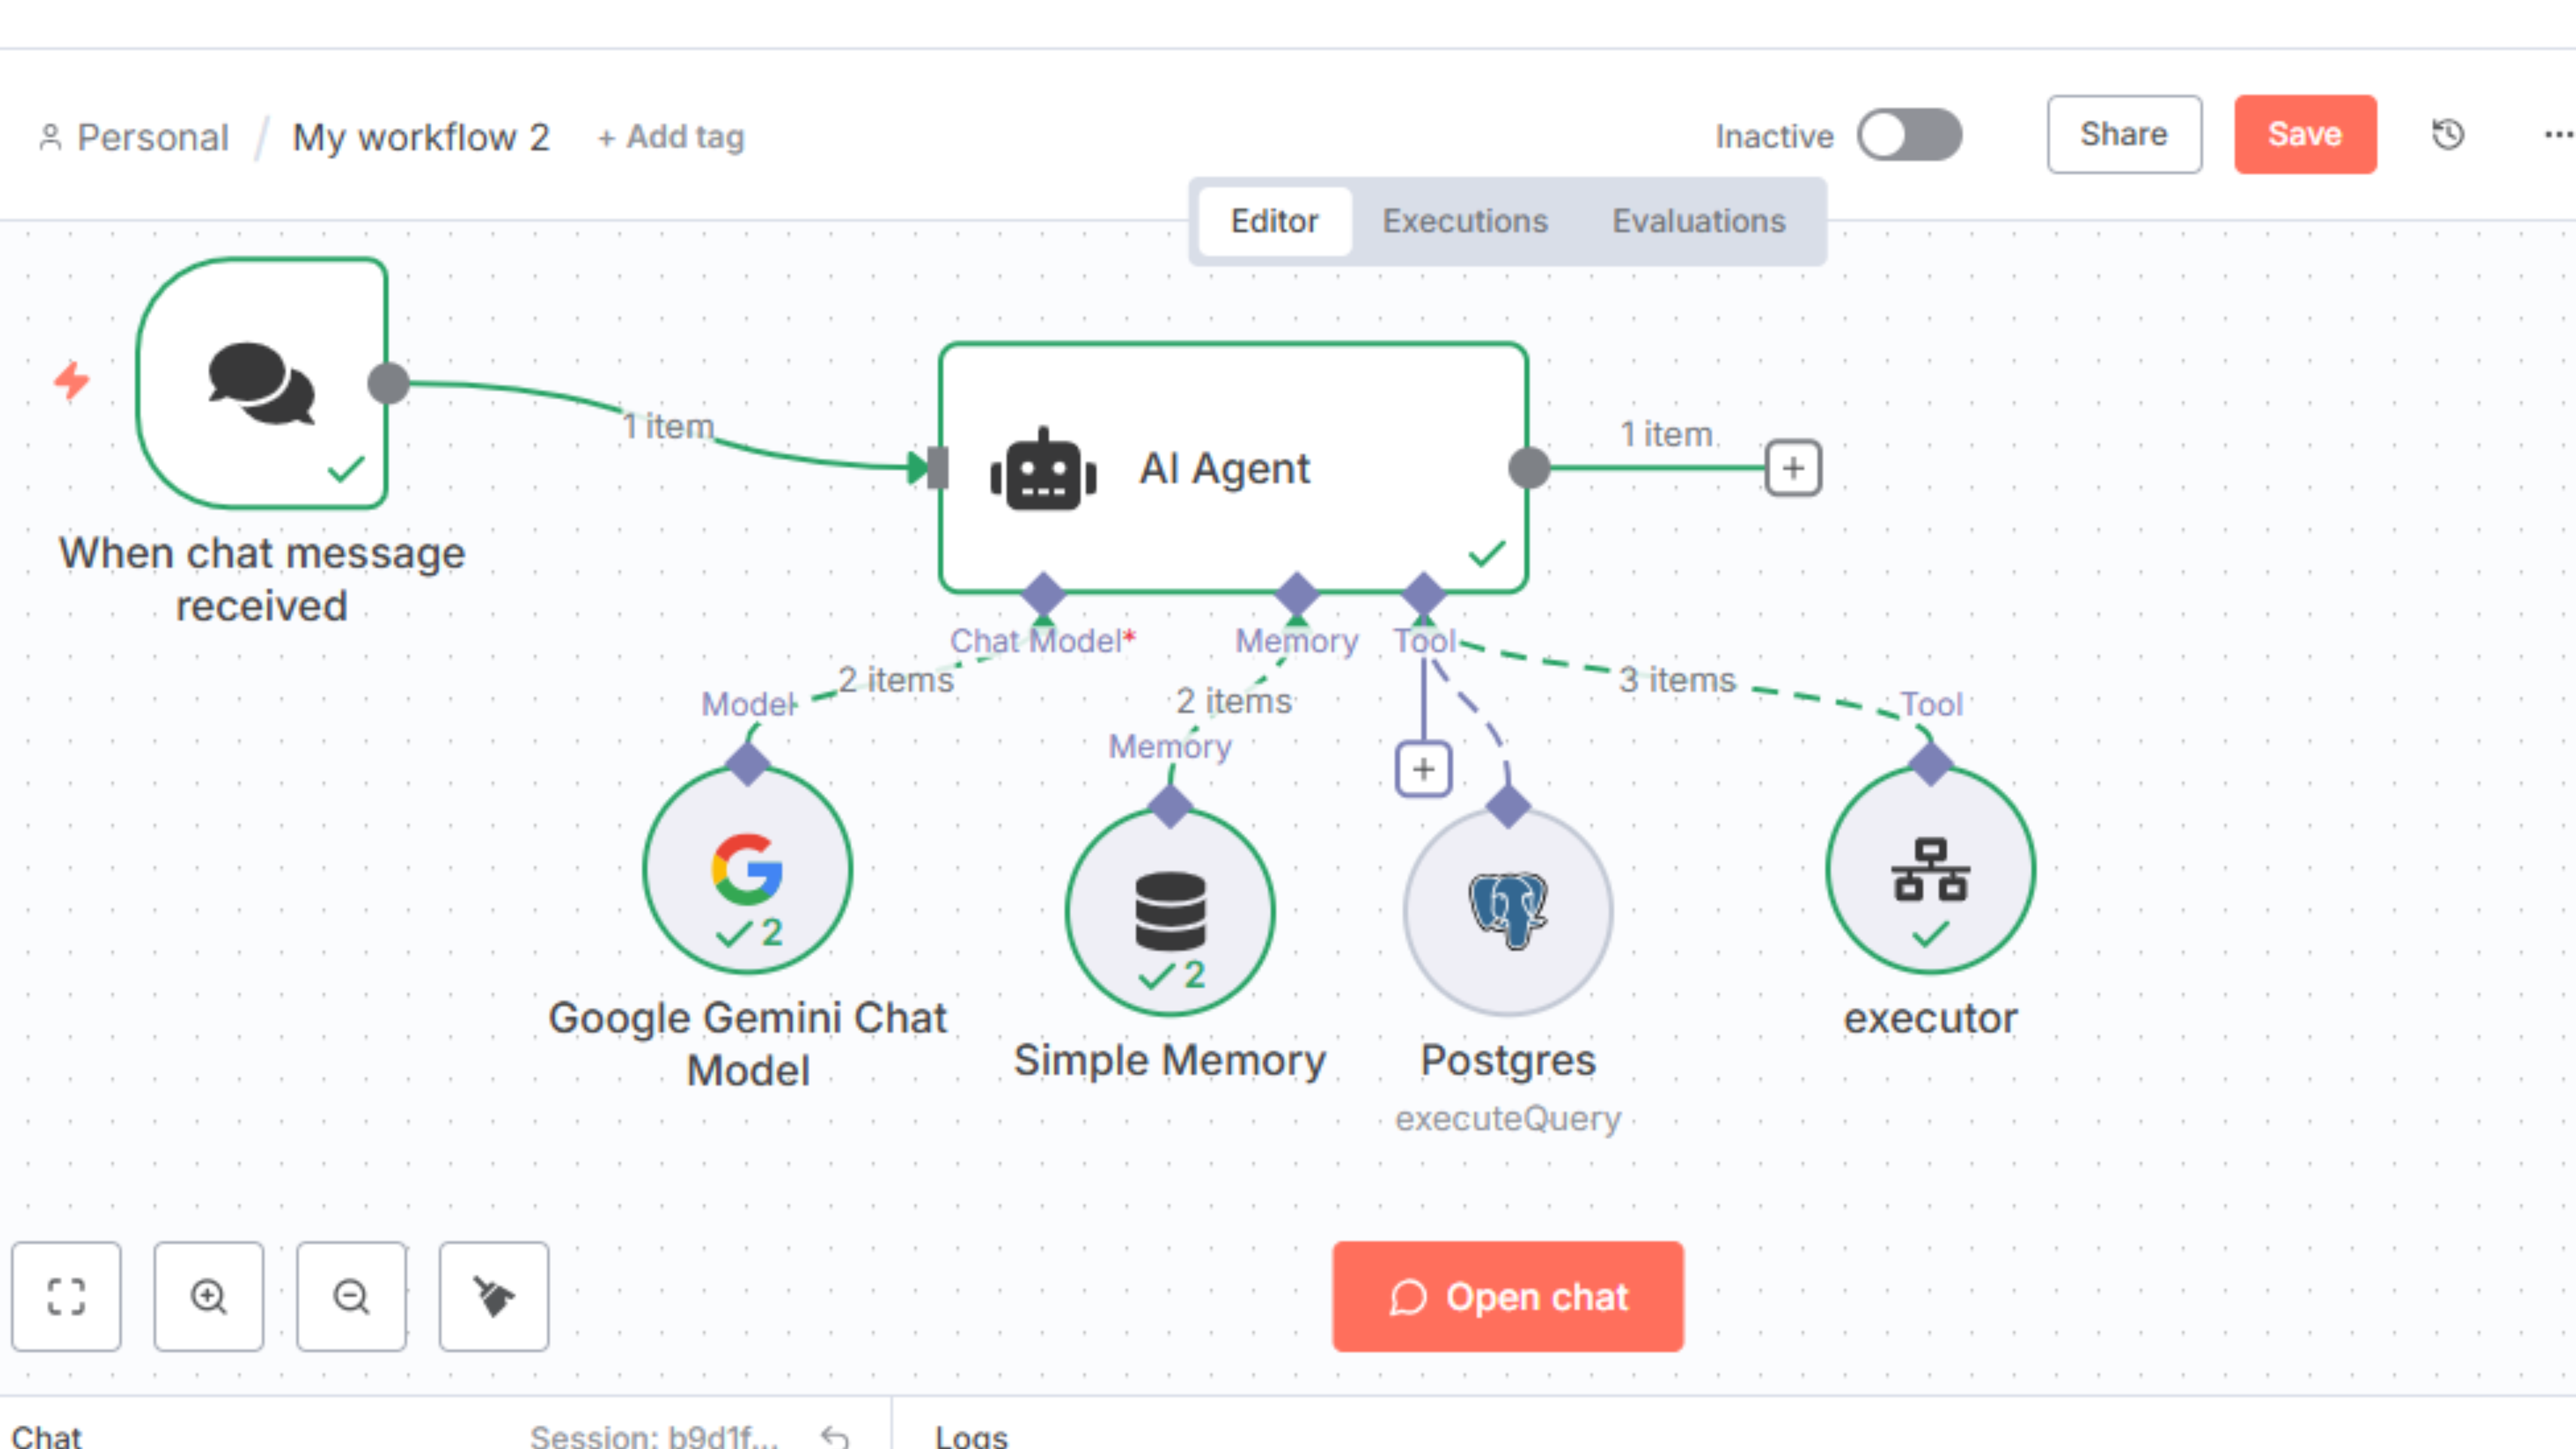 Personal / My workflow 2 + Add tag
Inactive Share Save
Editor Executions Evaluations
1 item
AI Agent
1 item
When chat message
received
Chat Model*
Memory
Tool
2 items
2 items
3 items
Model
Memory
Tool
2
2
Google Gemini Chat
Model
Simple Memory
Postgres
executeQuery
executor
Open chat
Chat
Session: b9d1f...
Logs